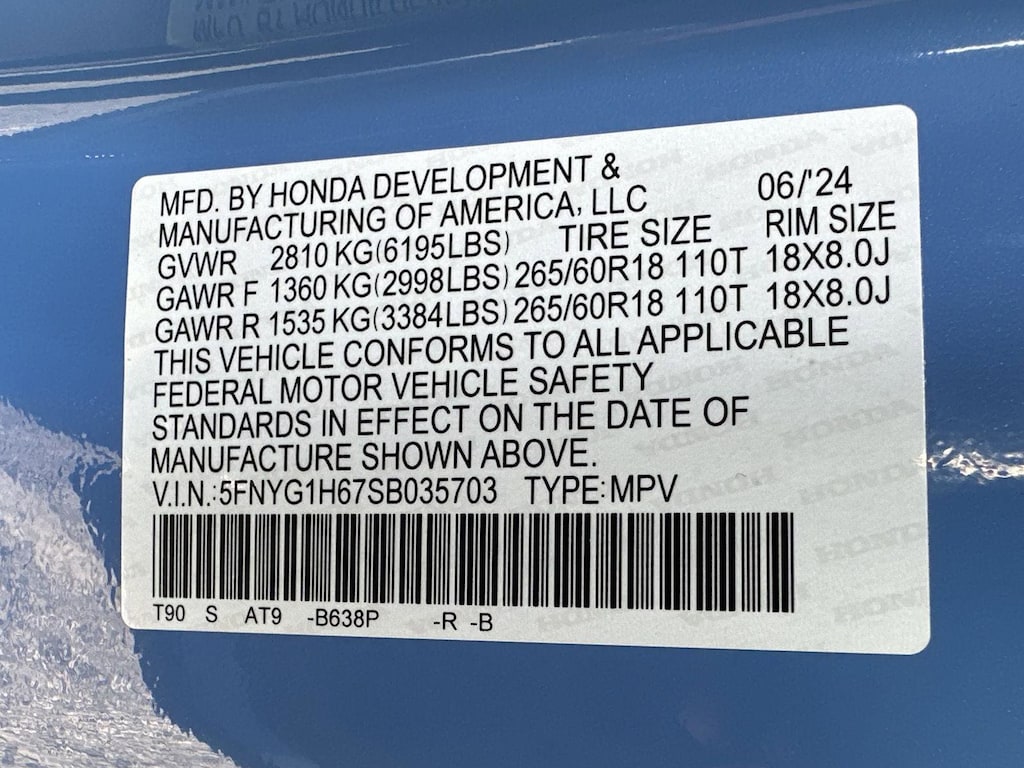 MFD. BY HONDA DEVELOPMENT &
MANUFACTURING OF AMERICA, LLC 06/'24
GVWR 2810 KG(6195LBS) TIRE SIZE RIM SIZE
GAWR F 1360 KG(2998LBS) 265/60R18 110T 18X8.0J
GAWR R 1535 KG(3384LBS) 265/60R18 110T 18X8.0J
THIS VEHICLE CONFORMS TO ALL APPLICABLE
FEDERAL MOTOR VEHICLE SAFETY
STANDARDS IN EFFECT ON THE DATE OF
MANUFACTURE SHOWN ABOVE.
V.I.N.:5FNYG1H67SB035703 TYPE:MPV
T90 S AT9 -B638P -R -B